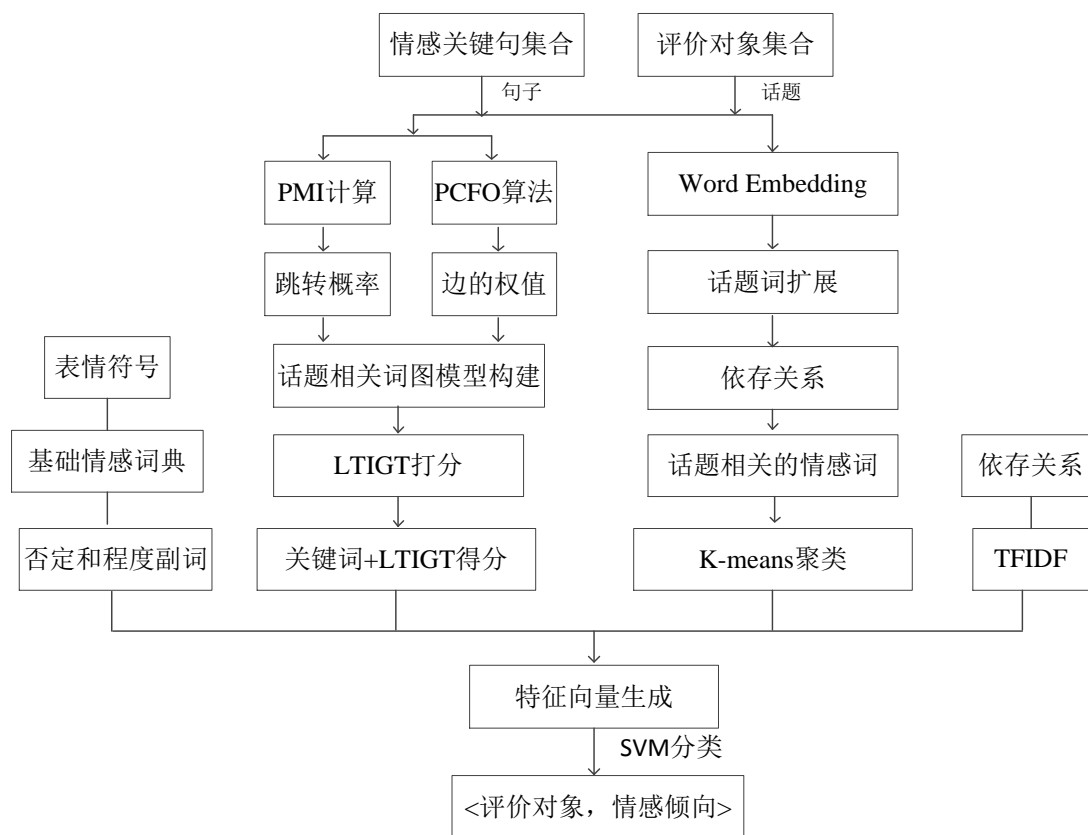 情感关键句集合
评价对象集合
句子
话题
PMI计算
PCFO算法
Word Embedding
跳转概率
边的权值
话题词扩展
表情符号
话题相关词图模型构建
依存关系
基础情感词典
LTIGT打分
话题相关的情感词
依存关系
否定和程度副词
关键词+LTIGT得分
K-means聚类
TFIDF
特征向量生成
SVM分类
<评价对象，情感倾向>